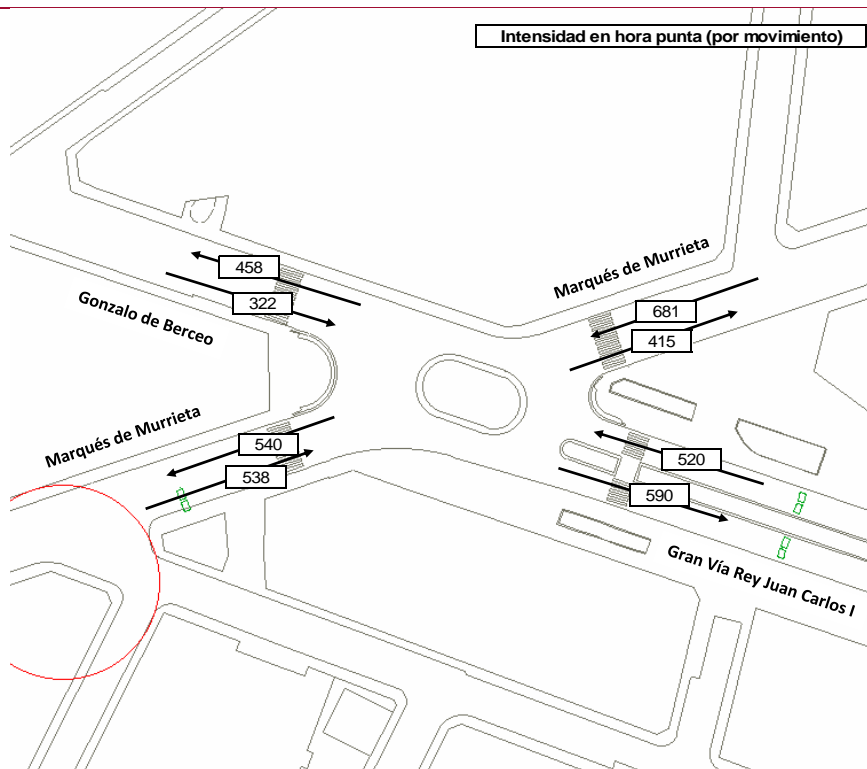 Intensidad en hora punta (por movimiento)
Marqués de Murrieta
458
322
Gonzalo de Berceo
681
415
Marqués de Murrieta
540
538
520
590
Gran Vía Rey Juan Carlos I